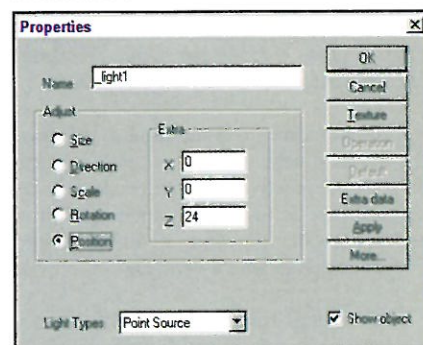 Properties
Name _light1
Adjust
Size
Direction
Scale
Rotation
Position
Extra
X 0
Y 0
Z 24
OK
Cancel
Texture
Operation
Default
Extra data
Apply
More...
Light Types Point Source
Show object